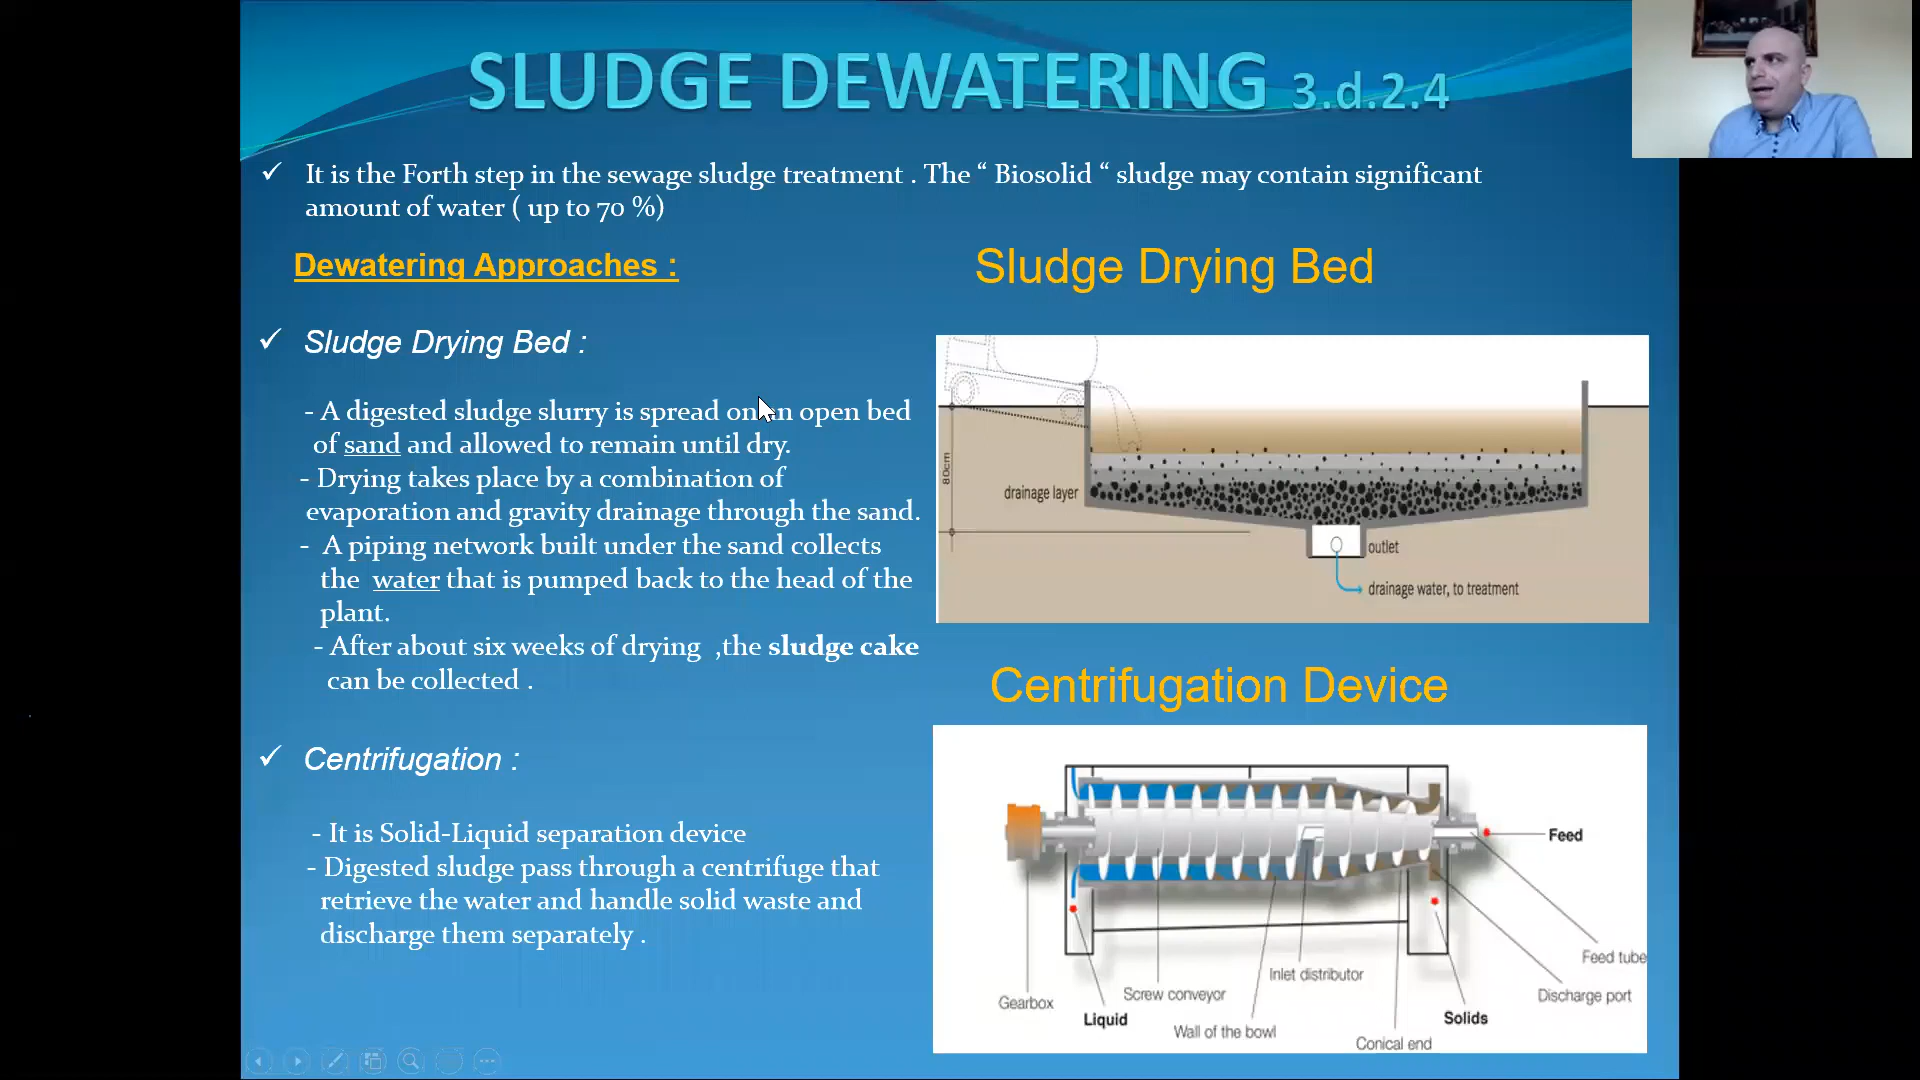 SLUDGE DEWATERING 3.d.2.4
✓ It is the Forth step in the sewage sludge treatment . The “ Biosolid “ sludge may contain significant
amount of water ( up to 70 %)
Dewatering Approaches :
✓ Sludge Drying Bed :
- A digested sludge slurry is spread on an open bed
of sand and allowed to remain until dry.
- Drying takes place by a combination of
evaporation and gravity drainage through the sand.
- A piping network built under the sand collects
the water that is pumped back to the head of the
plant.
- After about six weeks of drying ,the sludge cake
can be collected .
✓ Centrifugation :
- It is Solid-Liquid separation device
- Digested sludge pass through a centrifuge that
retrieve the water and handle solid waste and
discharge them separately .
Sludge Drying Bed
80cm
drainage layer
outlet
drainage water, to treatment
Centrifugation Device
Feed
Feed tube
Inlet distributor
Discharge port
Screw conveyor
Gearbox
Liquid
Solids
Wall of the bowl
Conical end